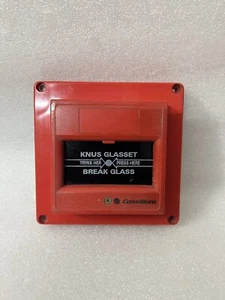 KNUS GLASSET
TRYKK HER PRESS HERE
BREAK GLASS
Consilium